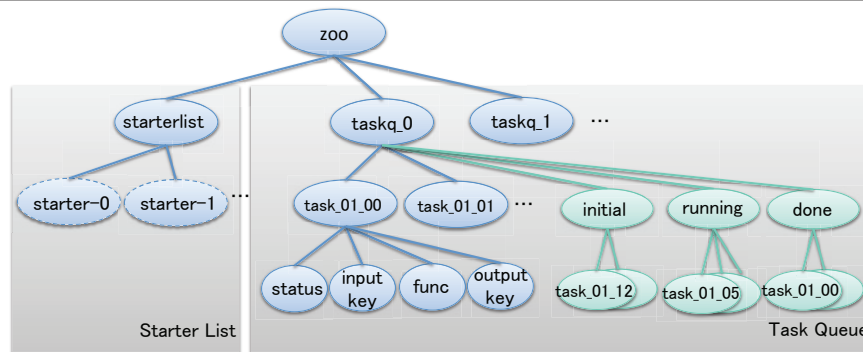 zoo
starterlist
taskq_0
taskq_1
...
starter-0
starter-1
...
task_01_00
task_01_01
...
initial
running
done
status
input
key
func
output
key
task_01_12
task_01_05
task_01_00
Starter List
Task Queue